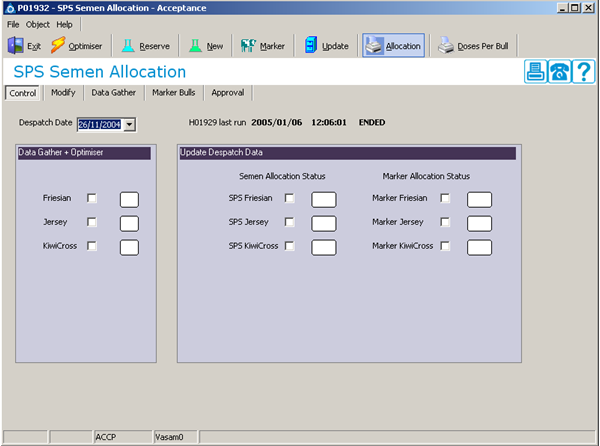 P01932 - SPS Semen Allocation - Acceptance
File Object Help
Exit Optimiser Reserve New Marker Update Allocation Doses Per Bull
SPS Semen Allocation
Control Modify Data Gather Marker Bulls Approval
Despatch Date 26/11/2004 H01929 last run 2005/01/06 12:06:01 ENDED
Data Gather + Optimiser Update Despatch Data
Semen Allocation Status Marker Allocation Status
Friesian SPS Friesian Marker Friesian
Jersey SPS Jersey Marker Jersey
KiwiCross SPS KiwiCross Marker KiwiCross
ACCP Vasam0